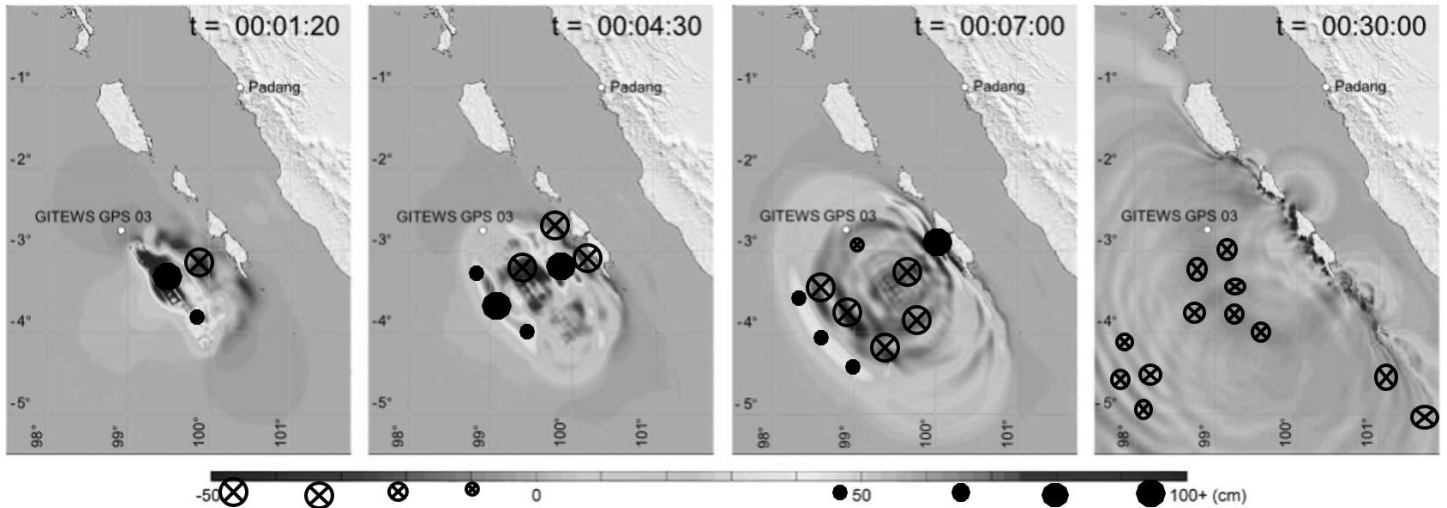 t = 00:01:20
-1°
Padang
-2°
GITEWS GPS 03
-3°
-4°
-5°
98°
99°
100°
101°
t = 00:04:30
-1°
Padang
-2°
GITEWS GPS 03
-3°
-4°
-5°
98°
99°
100°
101°
t = 00:07:00
-1°
Padang
-2°
GITEWS GPS 03
-3°
-4°
-5°
98°
99°
100°
101°
t = 00:30:00
-1°
Padang
-2°
GITEWS GPS 03
-3°
-4°
-5°
98°
99°
100°
101°
-50 0 50 100+ (cm)